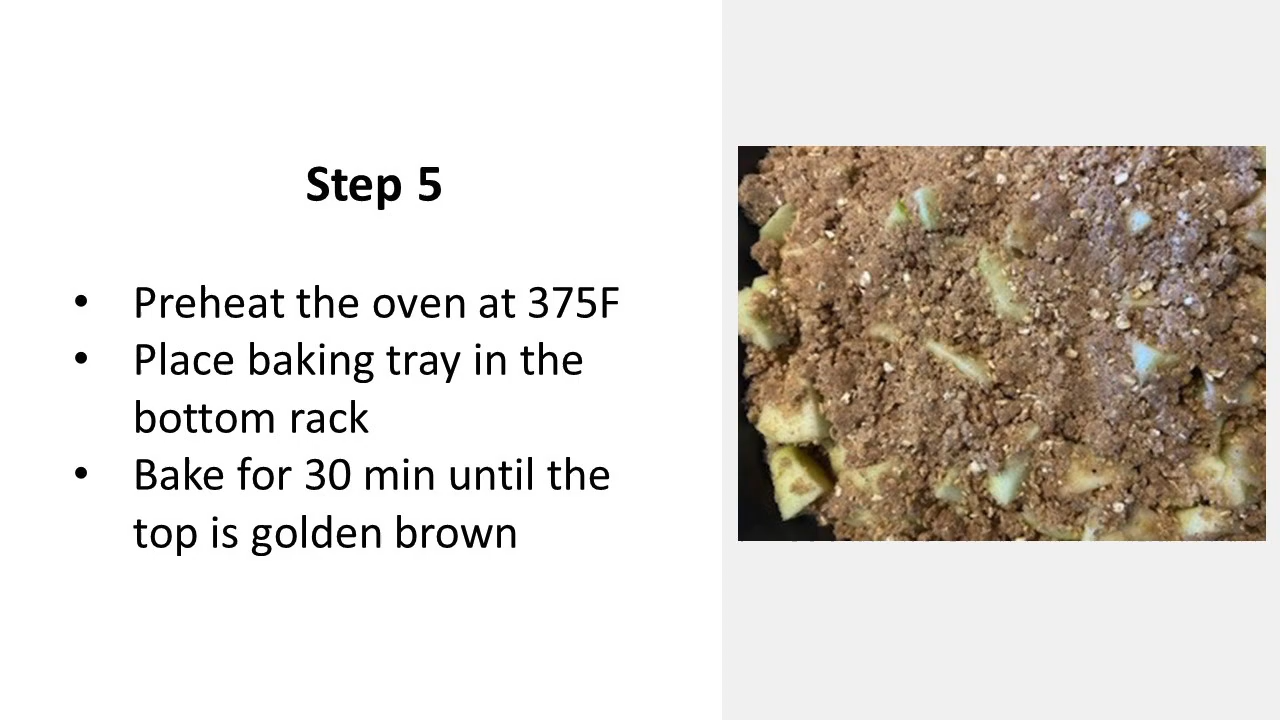 Step 5
• Preheat the oven at 375F
• Place baking tray in the
bottom rack
• Bake for 30 min until the
top is golden brown